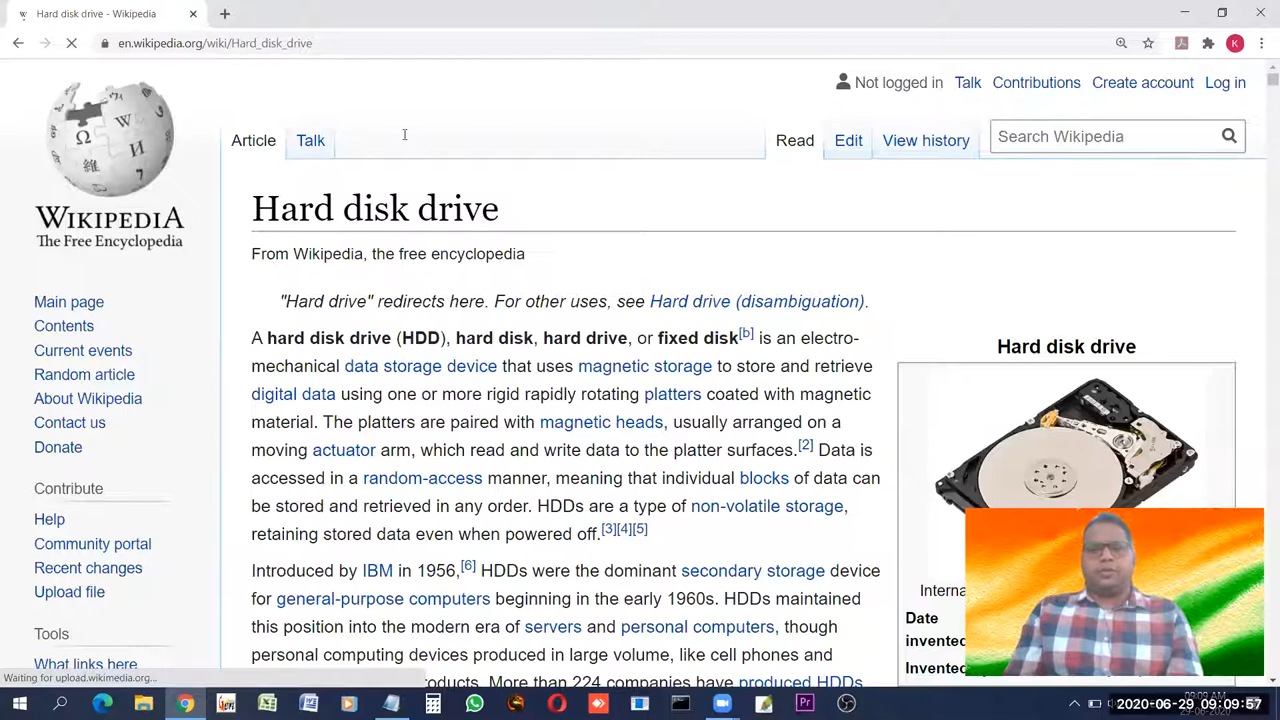 Hard disk drive - Wikipedia
en.wikipedia.org/wiki/Hard_disk_drive
K
Not logged in Talk Contributions Create account Log in
Article Talk Read Edit View history Search Wikipedia
WIKIPEDIA
The Free Encyclopedia
Main page
Contents
Current events
Random article
About Wikipedia
Contact us
Donate
Contribute
Help
Community portal
Recent changes
Upload file
Tools
What links here
Hard disk drive
From Wikipedia, the free encyclopedia
"Hard drive" redirects here. For other uses, see Hard drive (disambiguation).
A hard disk drive (HDD), hard disk, hard drive, or fixed disk[b] is an electro-
mechanical data storage device that uses magnetic storage to store and retrieve
digital data using one or more rigid rapidly rotating platters coated with magnetic
material. The platters are paired with magnetic heads, usually arranged on a
moving actuator arm, which read and write data to the platter surfaces.[2] Data is
accessed in a random-access manner, meaning that individual blocks of data can
be stored and retrieved in any order. HDDs are a type of non-volatile storage,
retaining stored data even when powered off.[3][4][5]
Introduced by IBM in 1956,[6] HDDs were the dominant secondary storage device
for general-purpose computers beginning in the early 1960s. HDDs maintained
this position into the modern era of servers and personal computers, though
personal computing devices produced in large volume, like cell phones and
More than 224 companies have produced HDDs
Hard disk drive
Date
Waiting for upload.wikimedia.org...
Pr
2020-06-29 09:09:57